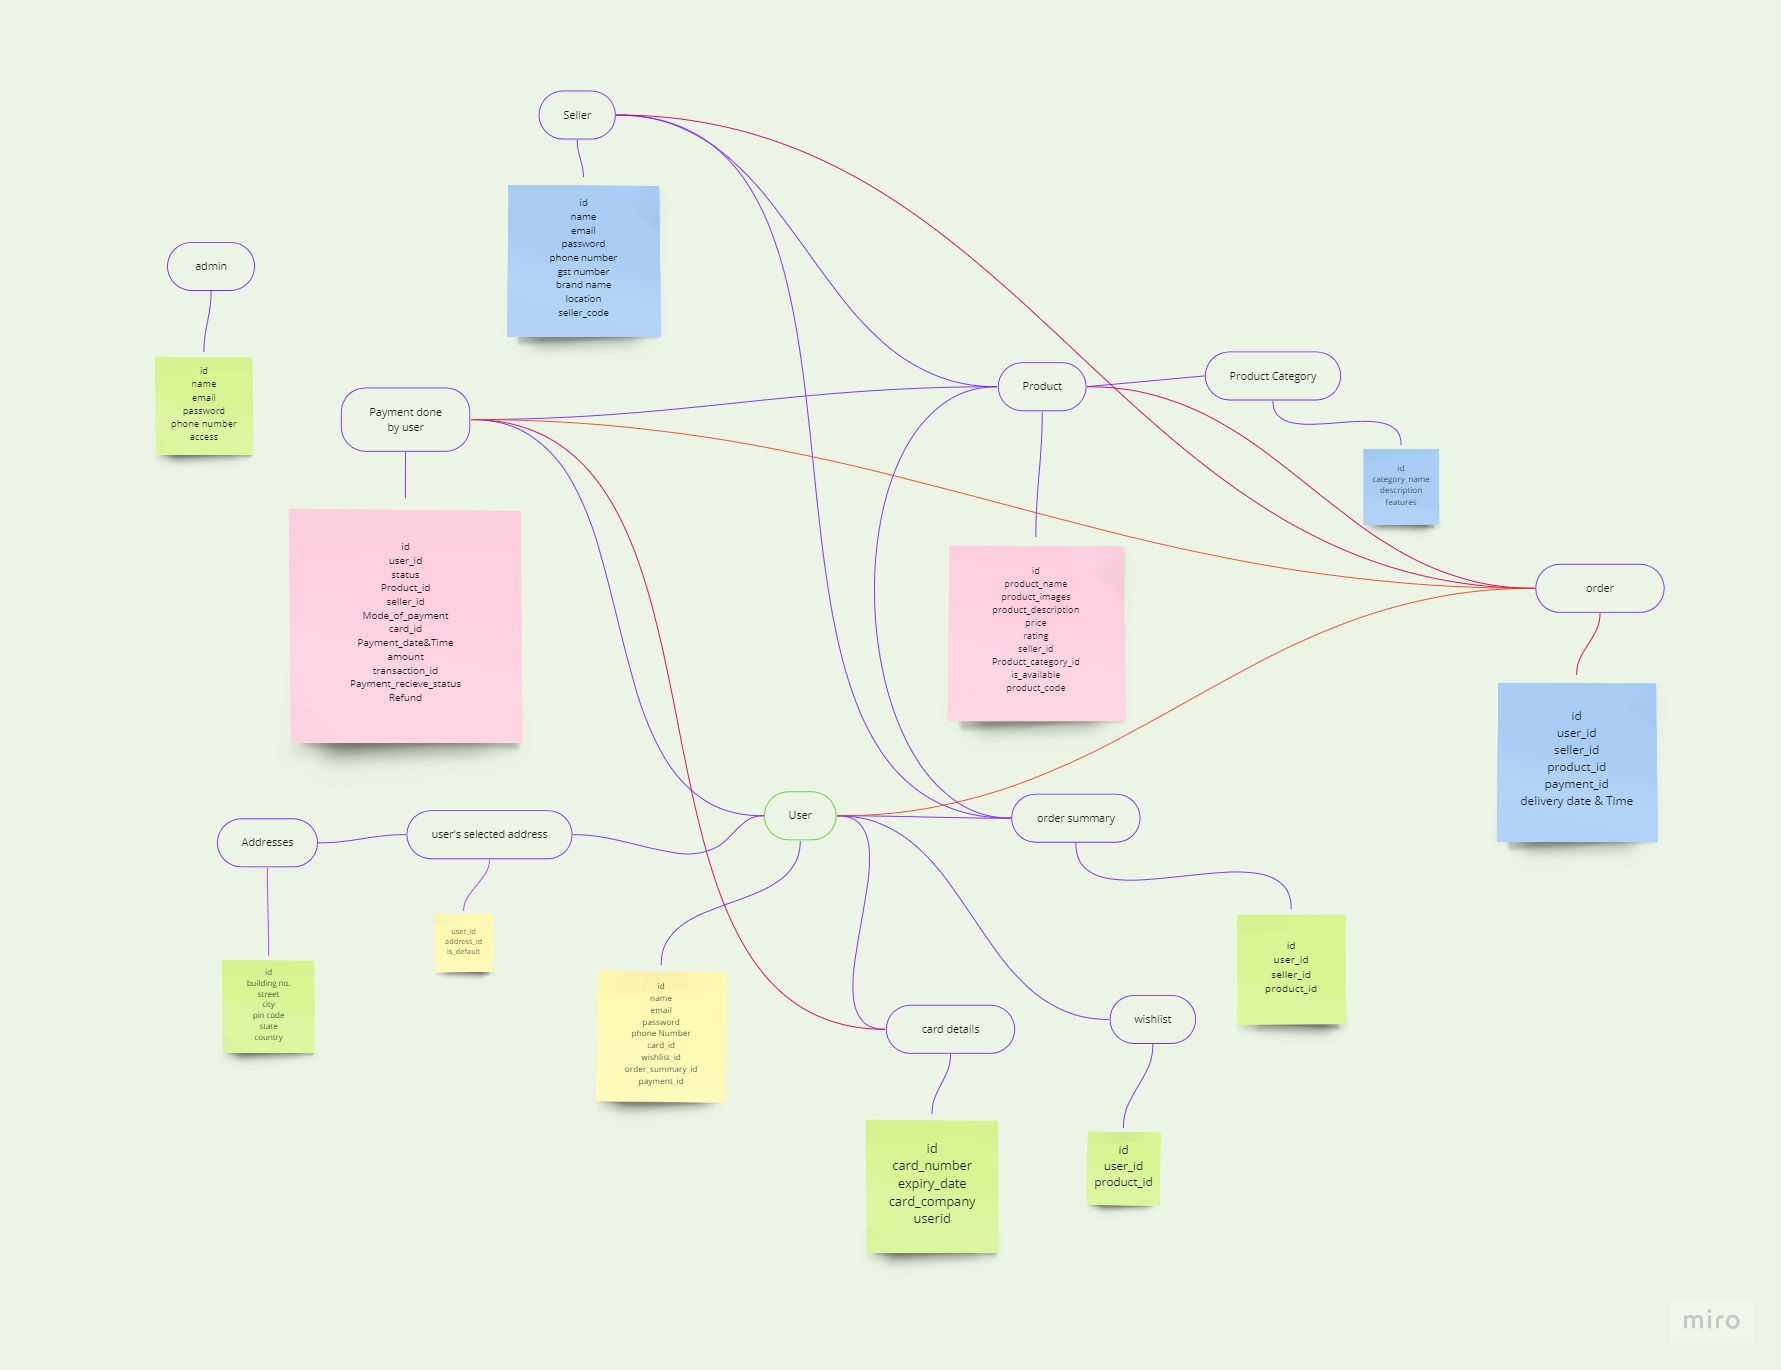 Seller
id
name
email
password
phone number
gst number
brand name
location
seller_code
admin
id
name
email
password
phone number
access
Payment done
by user
id
user_id
status
Product_id
seller_id
Mode_of_payment
card_id
Payment_date&Time
amount
transaction_id
Payment_recieve_status
Refund
Product
id
product_name
product_images
product_description
price
rating
seller_id
Product_category_id
is_available
product_code
Product Category
id
category_name
description
features
order
id
user_id
seller_id
product_id
payment_id
delivery date & Time
Addresses
id
building no.
street
city
pin code
state
country
user's selected address
user_id
address_id
is_default
User
id
name
email
password
phone Number
card_id
wishlist_id
order_summary_id
payment_id
order summary
id
user_id
seller_id
product_id
card details
id
card_number
expiry_date
card_company
userid
wishlist
id
user_id
product_id
miro